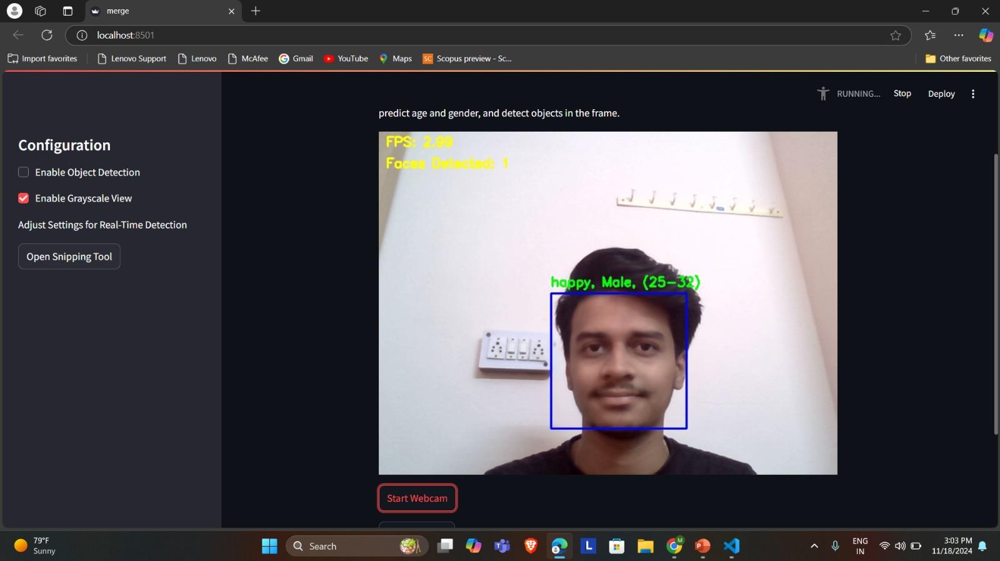 merge
localhost:8501
Import favorites
Lenovo Support
Lenovo
McAfee
Gmail
YouTube
Maps
SC
Scopus preview - Sc...
Other favorites
RUNNING...
Stop
Deploy
predict age and gender, and detect objects in the frame.
Configuration
Enable Object Detection
Enable Grayscale View
Adjust Settings for Real-Time Detection
Open Snipping Tool
FPS: 2.99
Faces Detected: 1
happy, Male, (25-32)
Start Webcam
79°F
Sunny
Search
L
M
P
ENG
IN
3:03 PM
11/18/2024